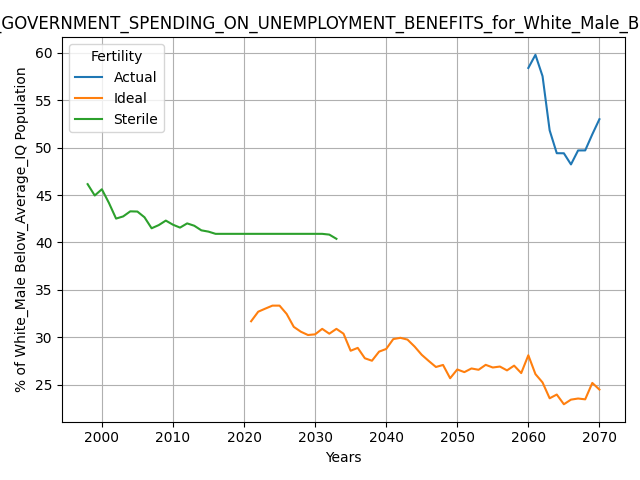 _GOVERNMENT_SPENDING_ON_UNEMPLOYMENT_BENEFITS_for_White_Male_B
Fertility
Actual
Ideal
Sterile
% of White_Male Below_Average_IQ Population
60
55
50
45
40
35
30
25
2000 2010 2020 2030 2040 2050 2060 2070
Years